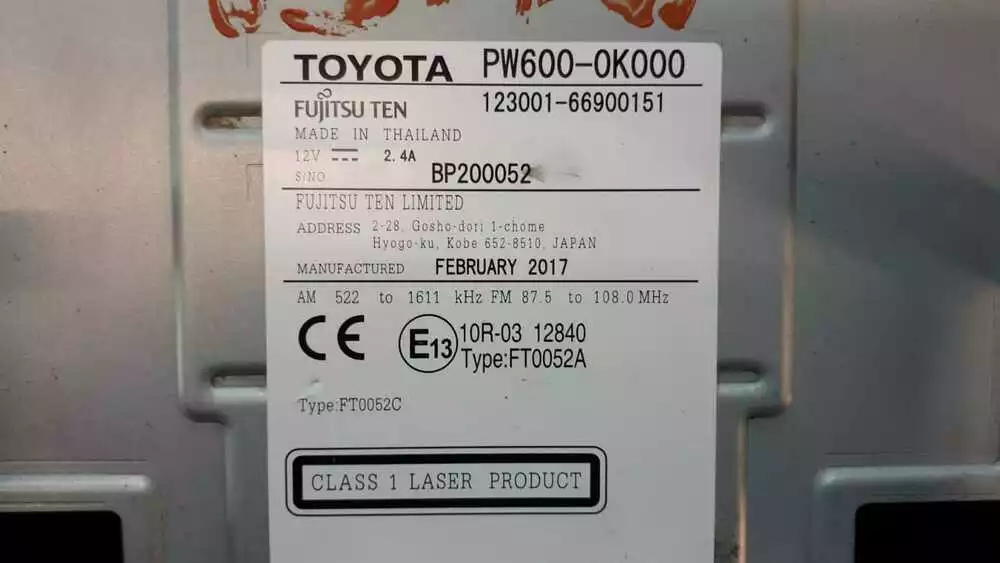 TOYOTA PW600-0K000
FUJITSU TEN 123001-66900151
MADE IN THAILAND
12V 2.4A
S/NO BP200052
FUJITSU TEN LIMITED
ADDRESS 2-28, Gosho-dori 1-chome
Hyogo-ku, Kobe 652-8510, JAPAN
MANUFACTURED FEBRUARY 2017
AM 522 to 1611 kHz FM 87.5 to 108.0 MHz
CE E13 10R-03 12840
Type:FT0052A
Type:FT0052C
CLASS 1 LASER PRODUCT